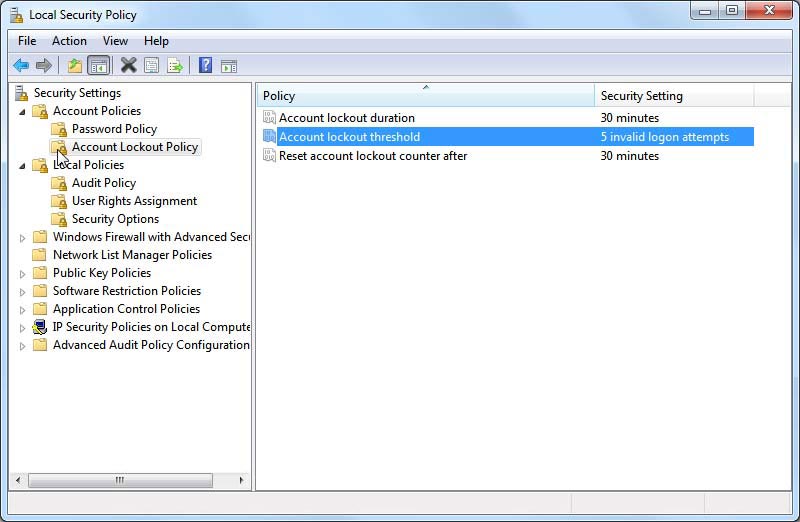 Local Security Policy
File Action View Help
Security Settings
Account Policies
Password Policy
Account Lockout Policy
Local Policies
Audit Policy
User Rights Assignment
Security Options
Windows Firewall with Advanced Secu
Network List Manager Policies
Public Key Policies
Software Restriction Policies
Application Control Policies
IP Security Policies on Local Compute
Advanced Audit Policy Configuration
Policy Security Setting
Account lockout duration 30 minutes
Account lockout threshold 5 invalid logon attempts
Reset account lockout counter after 30 minutes